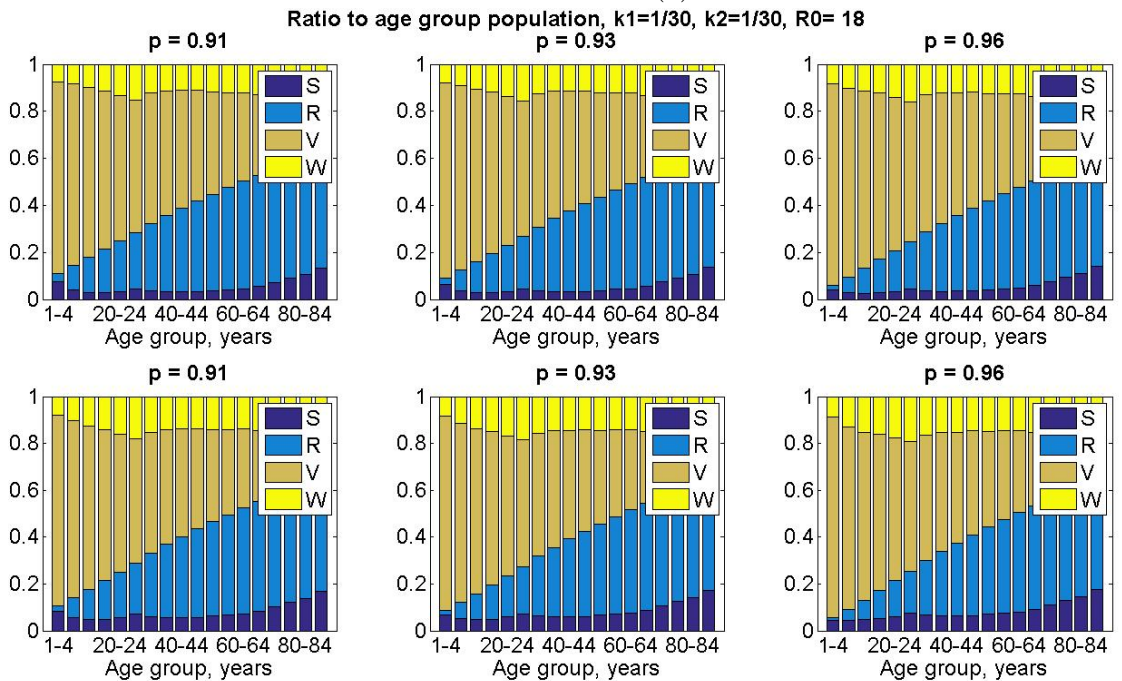 Ratio to age group population, k1=1/30, k2=1/30, R0= 18
p = 0.91
1
0.8
0.6
0.4
0.2
0
S
R
V
W
1-4 20-24 40-44 60-64 80-84
Age group, years
p = 0.93
1
0.8
0.6
0.4
0.2
0
S
R
V
W
1-4 20-24 40-44 60-64 80-84
Age group, years
p = 0.96
1
0.8
0.6
0.4
0.2
0
S
R
V
W
1-4 20-24 40-44 60-64 80-84
Age group, years
p = 0.91
1
0.8
0.6
0.4
0.2
0
S
R
V
W
1-4 20-24 40-44 60-64 80-84
Age group, years
p = 0.93
1
0.8
0.6
0.4
0.2
0
S
R
V
W
1-4 20-24 40-44 60-64 80-84
Age group, years
p = 0.96
1
0.8
0.6
0.4
0.2
0
S
R
V
W
1-4 20-24 40-44 60-64 80-84
Age group, years